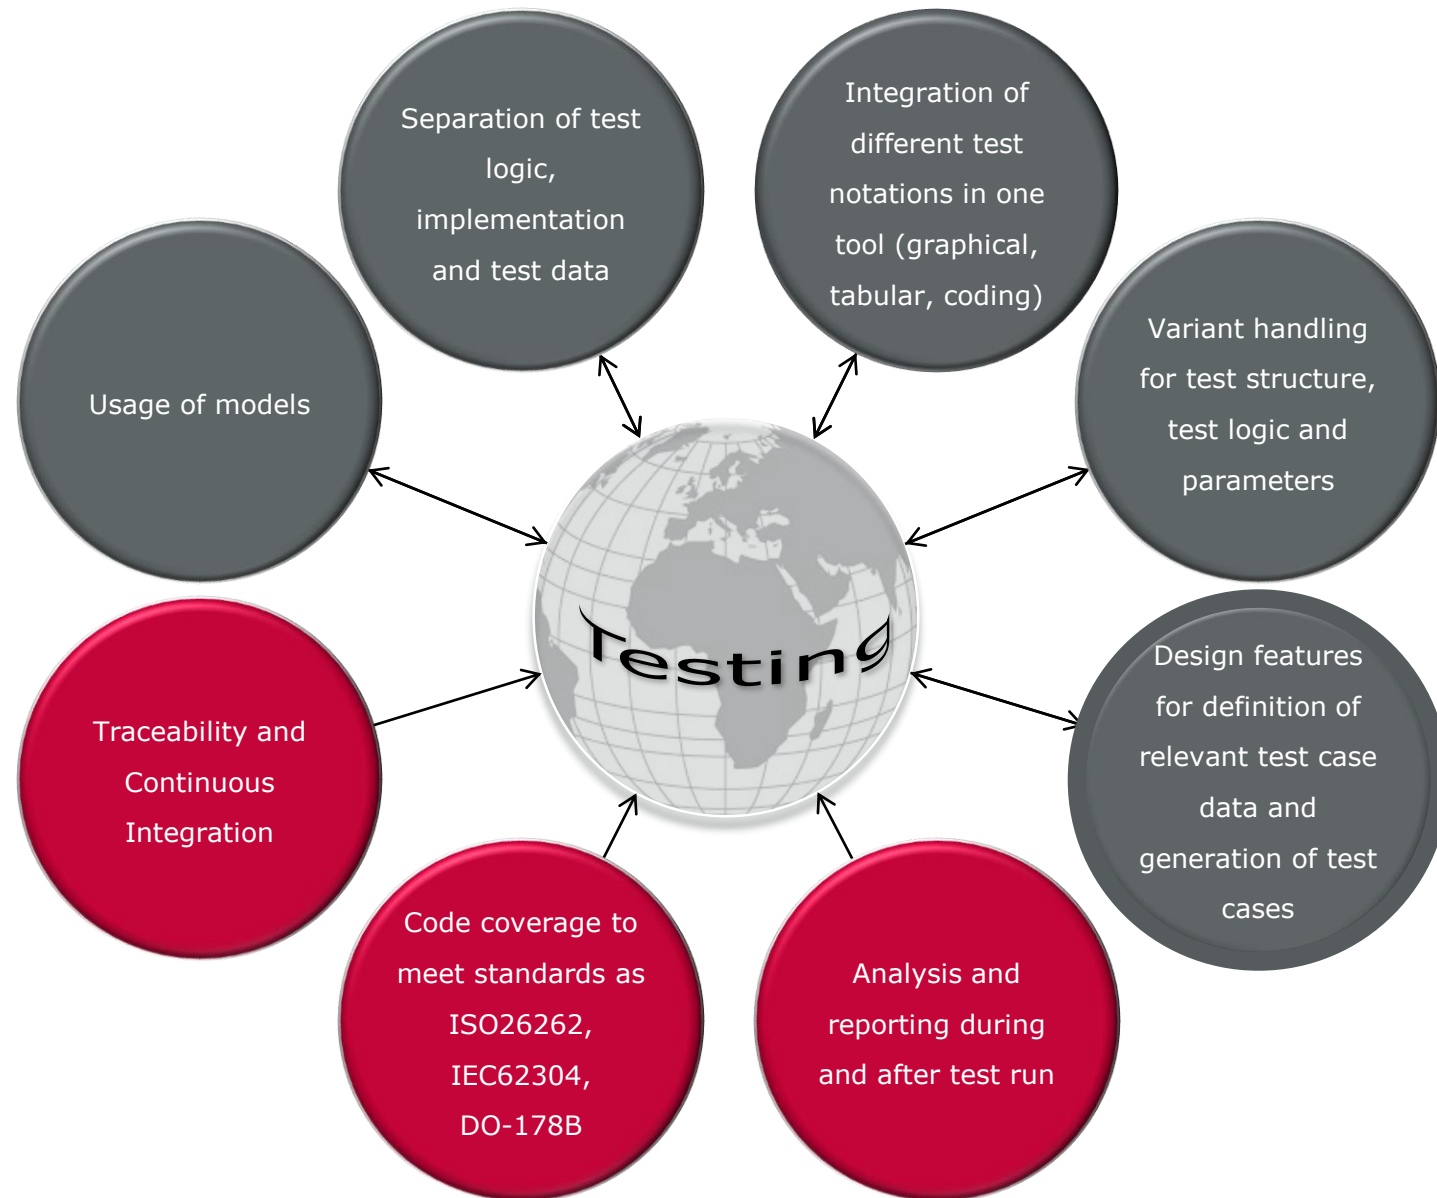 Separation of test
logic,
implementation
and test data
Integration of
different test
notations in one
tool (graphical,
tabular, coding)
Usage of models
Variant handling
for test structure,
test logic and
parameters
Testing
Traceability and
Continuous
Integration
Design features
for definition of
relevant test case
data and
generation of test
cases
Code coverage to
meet standards as
ISO26262,
IEC62304,
DO-178B
Analysis and
reporting during
and after test run